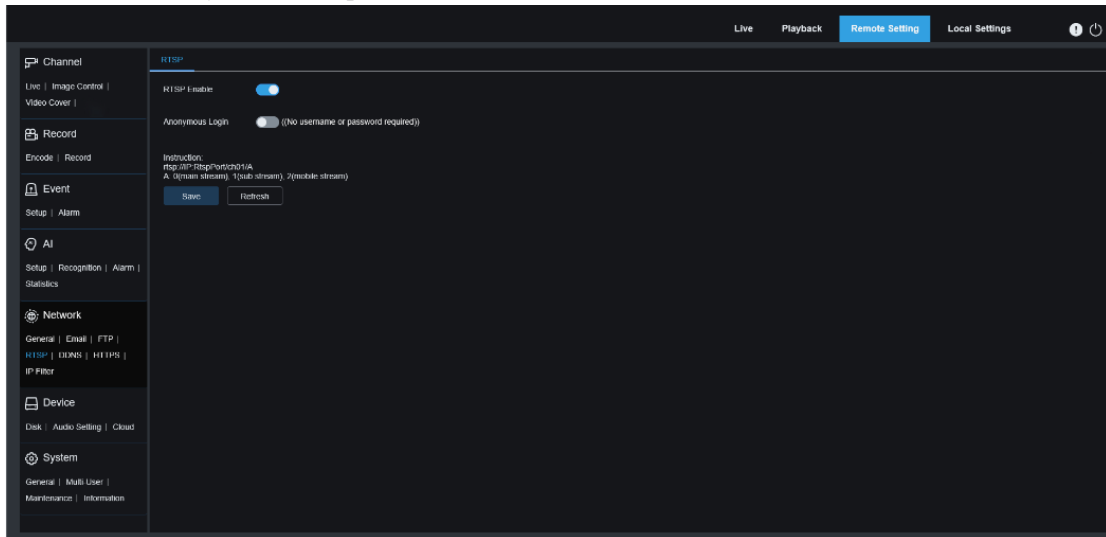 Live Playback Remote Setting Local Settings
Channel
Live | Image Control |
Video Cover |
Record
Encode | Record
Event
Setup | Alarm
AI
Setup | Recognition | Alarm |
Statistics
Network
General | Email | FTP |
RTSP | DDNS | HTTPS |
IP Filter
Device
Disk | Audio Setting | Cloud
System
General | Multi-User |
Maintenance | Information
RTSP
RTSP Enable
Anonymous Login ((No username or password required))
Instruction:
rtsp://IP:RtspPort/ch01/A
A: 0(main stream), 1(sub stream), 2(mobile stream)
Save Refresh